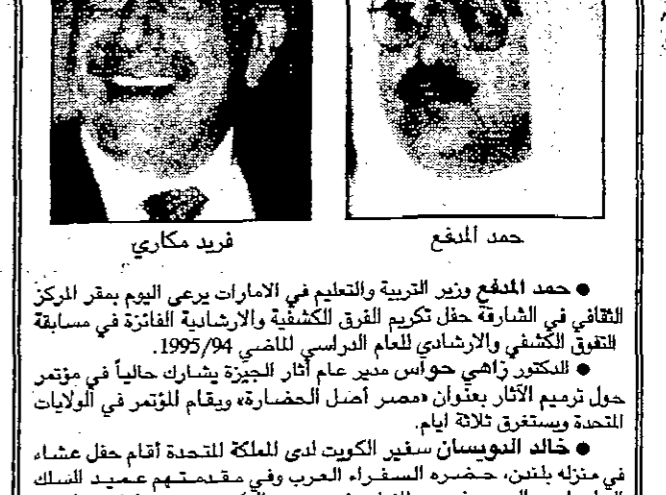 حمد المدفع
فريد مكاري
● حمد المدفع وزير التربية والتعليم في الامارات يرعى اليوم بمقر المركز
الثقافي في الشارقة حفل تكريم الفرق الكشفية والارشادية الفائزة في مسابقة
التفوق الكشفي والارشادي للعام الدراسي الماضي 1995/94.
● الدكتور زاهي حواس مدير عام آثار الجيزة يشارك حالياً في مؤتمر
حول ترميم الآثار بعنوان «مصر أصل الحضارة» ويقام المؤتمر في الولايات
المتحدة ويستغرق ثلاثة ايام.
● خالد الدويسان سفير الكويت لدى المملكة المتحدة أقام حفل عشاء
في منزله بلندن، حضره السفراء العرب وفي مقدمتهم عميد السلك